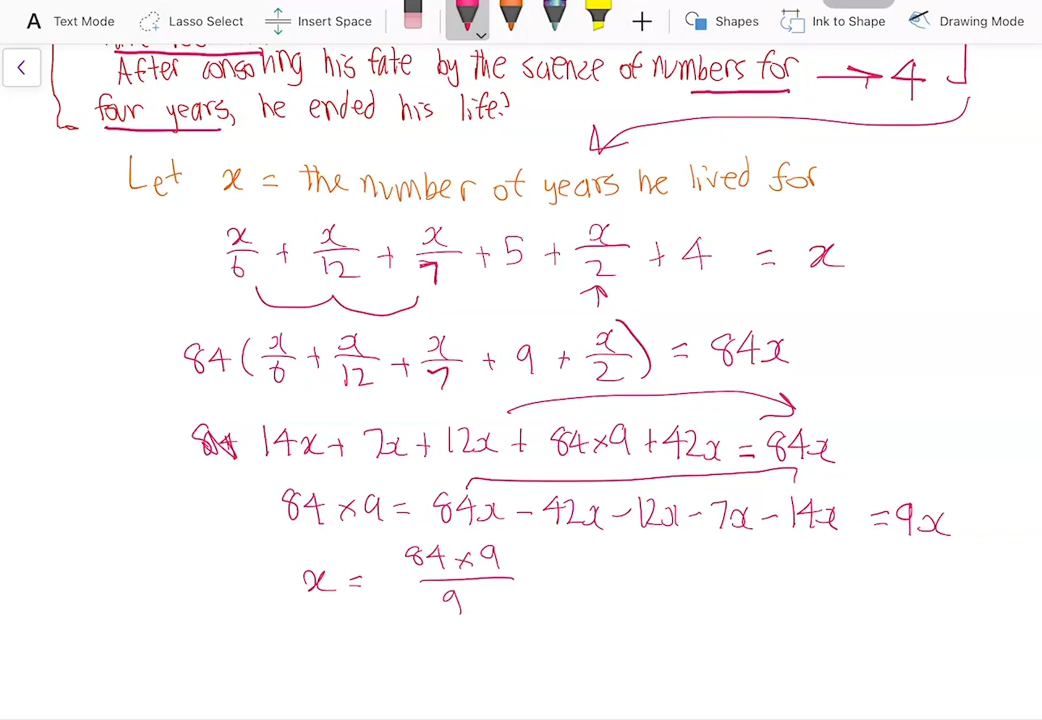 Text Mode Lasso Select Insert Space Shapes Ink to Shape Drawing Mode
After consoling his fate by the science of numbers for → 4
four years, he ended his life?
Let x = the number of years he lived for
x/6 + x/12 + x/7 + 5 + x/2 + 4 = x
84 ( x/6 + x/12 + x/7 + 9 + x/2 ) = 84x
14x + 7x + 12x + 84×9 + 42x = 84x
84 × 9 = 84x - 42x - 12x - 7x - 14x = 9x
x = 84 × 9 / 9